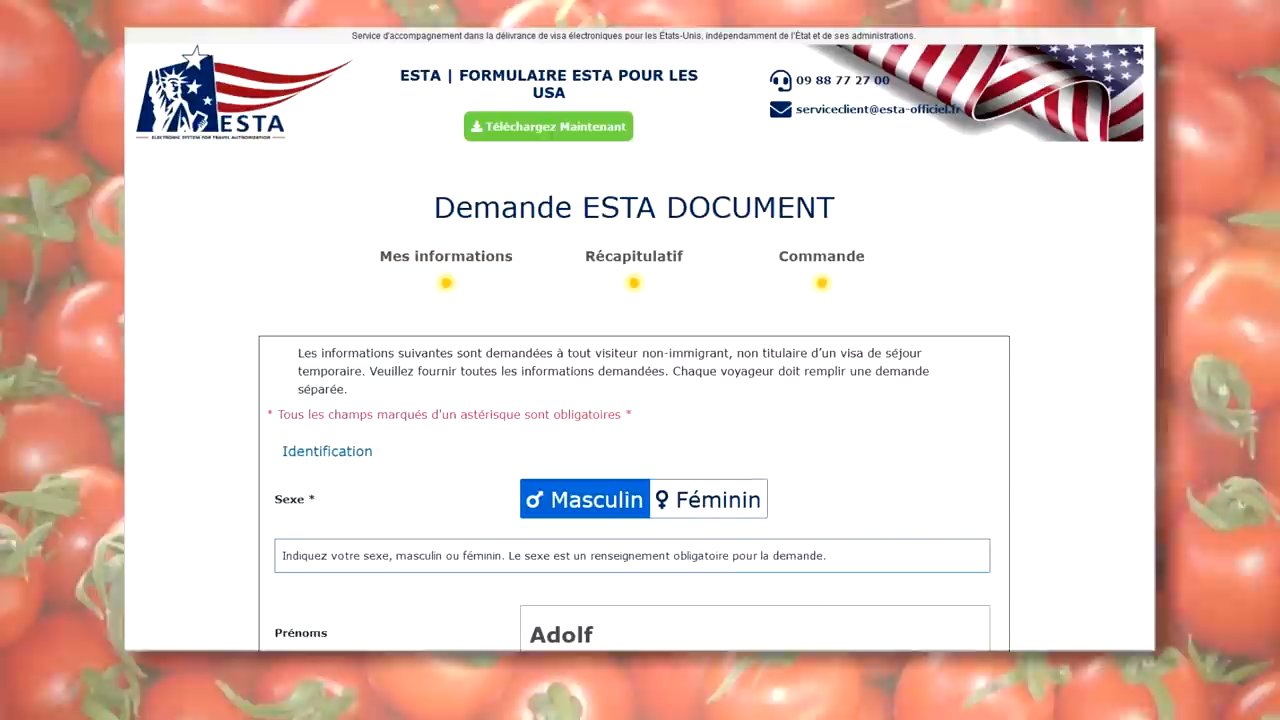 Service d'accompagnement dans la délivrance de visa électroniques pour les États-Unis, indépendamment de l'État et de ses administrations.
ESTA
ELECTRONIC SYSTEM FOR TRAVEL AUTHORIZATION
ESTA | FORMULAIRE ESTA POUR LES
USA
Téléchargez Maintenant
09 88 77 27 00
serviceclient@esta-officiel.fr
Demande ESTA DOCUMENT
Mes informations
Récapitulatif
Commande
Les informations suivantes sont demandées à tout visiteur non-immigrant, non titulaire d’un visa de séjour
temporaire. Veuillez fournir toutes les informations demandées. Chaque voyageur doit remplir une demande
séparée.
* Tous les champs marqués d'un astérisque sont obligatoires *
Identification
Sexe *
Masculin
Féminin
Indiquez votre sexe, masculin ou féminin. Le sexe est un renseignement obligatoire pour la demande.
Prénoms
Adolf